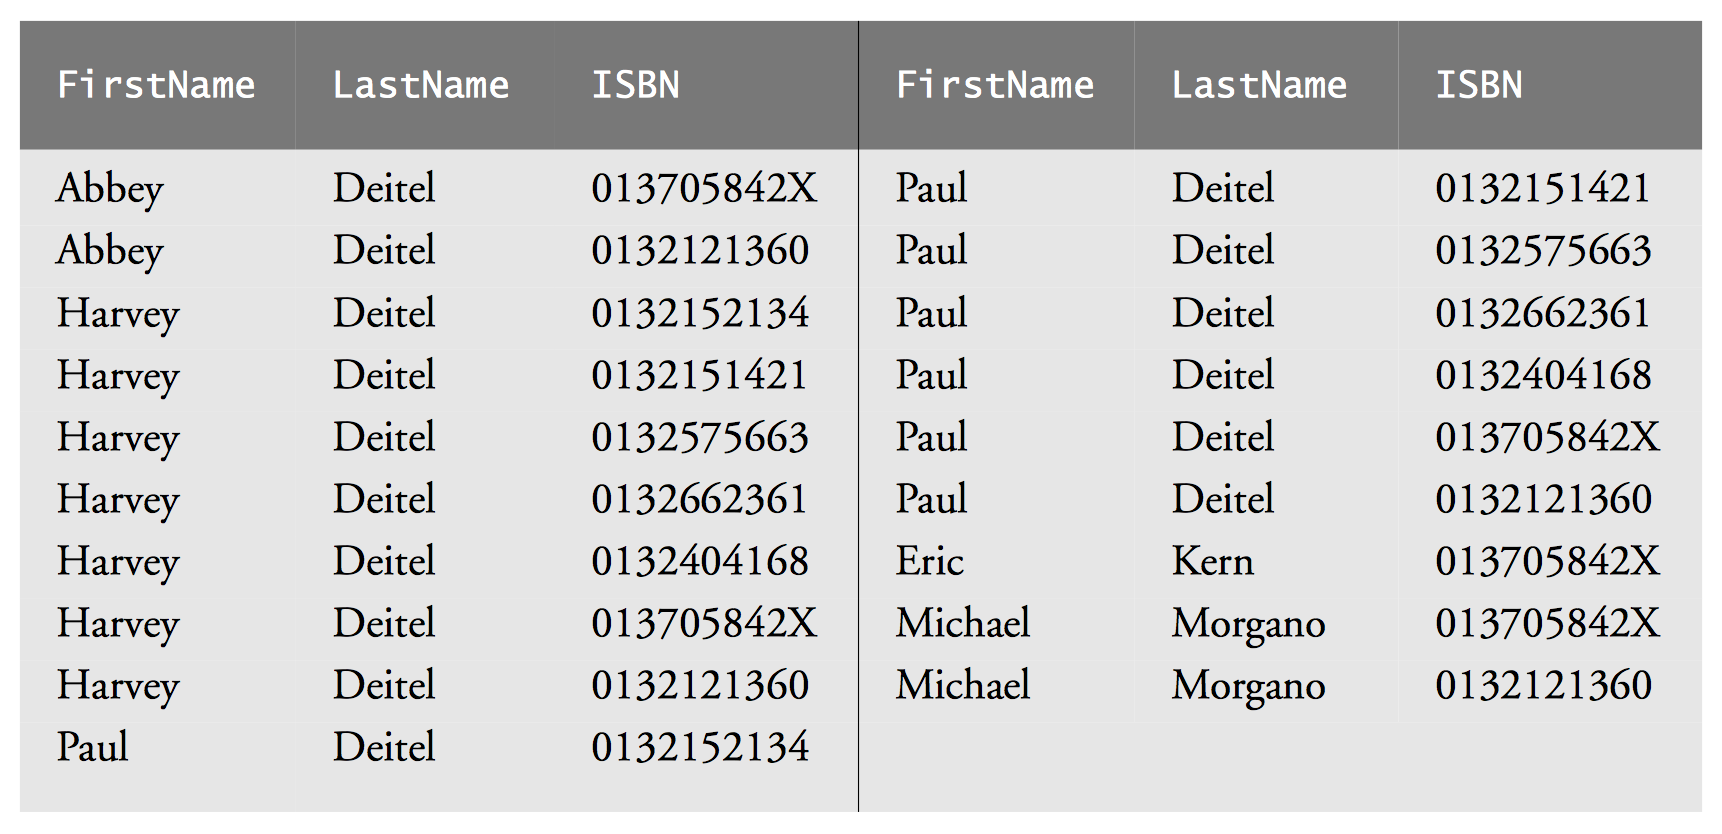 FirstName LastName ISBN FirstName LastName ISBN
Abbey Deitel 013705842X Paul Deitel 0132151421
Abbey Deitel 0132121360 Paul Deitel 0132575663
Harvey Deitel 0132152134 Paul Deitel 0132662361
Harvey Deitel 0132151421 Paul Deitel 0132404168
Harvey Deitel 0132575663 Paul Deitel 013705842X
Harvey Deitel 0132662361 Paul Deitel 0132121360
Harvey Deitel 0132404168 Eric Kern 013705842X
Harvey Deitel 013705842X Michael Morgano 013705842X
Harvey Deitel 0132121360 Michael Morgano 0132121360
Paul Deitel 0132152134